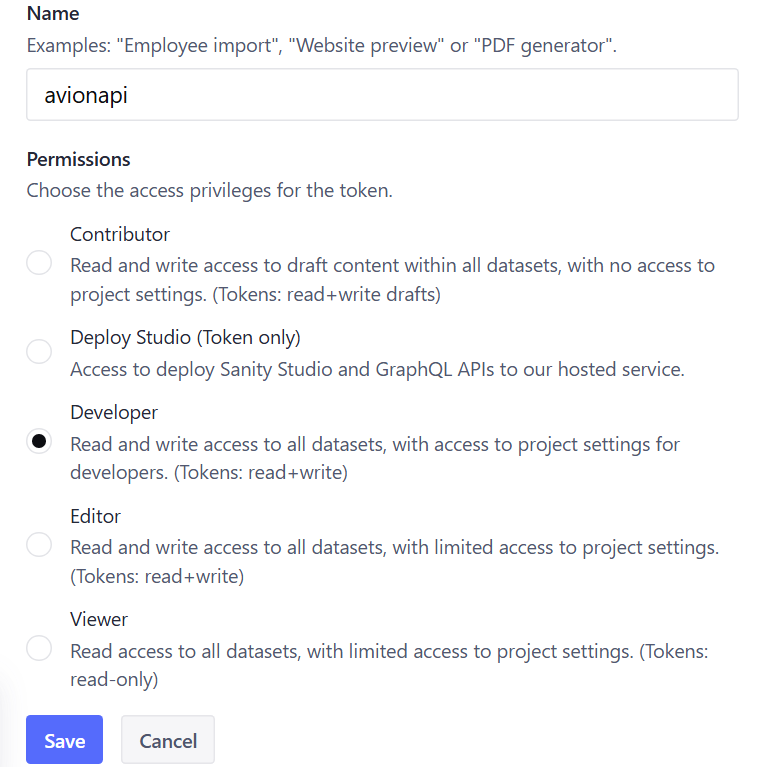 Name
Examples: "Employee import", "Website preview" or "PDF generator".
avionapi
Permissions
Choose the access privileges for the token.
Contributor
Read and write access to draft content within all datasets, with no access to
project settings. (Tokens: read+write drafts)
Deploy Studio (Token only)
Access to deploy Sanity Studio and GraphQL APIs to our hosted service.
Developer
Read and write access to all datasets, with access to project settings for
developers. (Tokens: read+write)
Editor
Read and write access to all datasets, with limited access to project settings.
(Tokens: read+write)
Viewer
Read access to all datasets, with limited access to project settings. (Tokens:
read-only)
Save Cancel